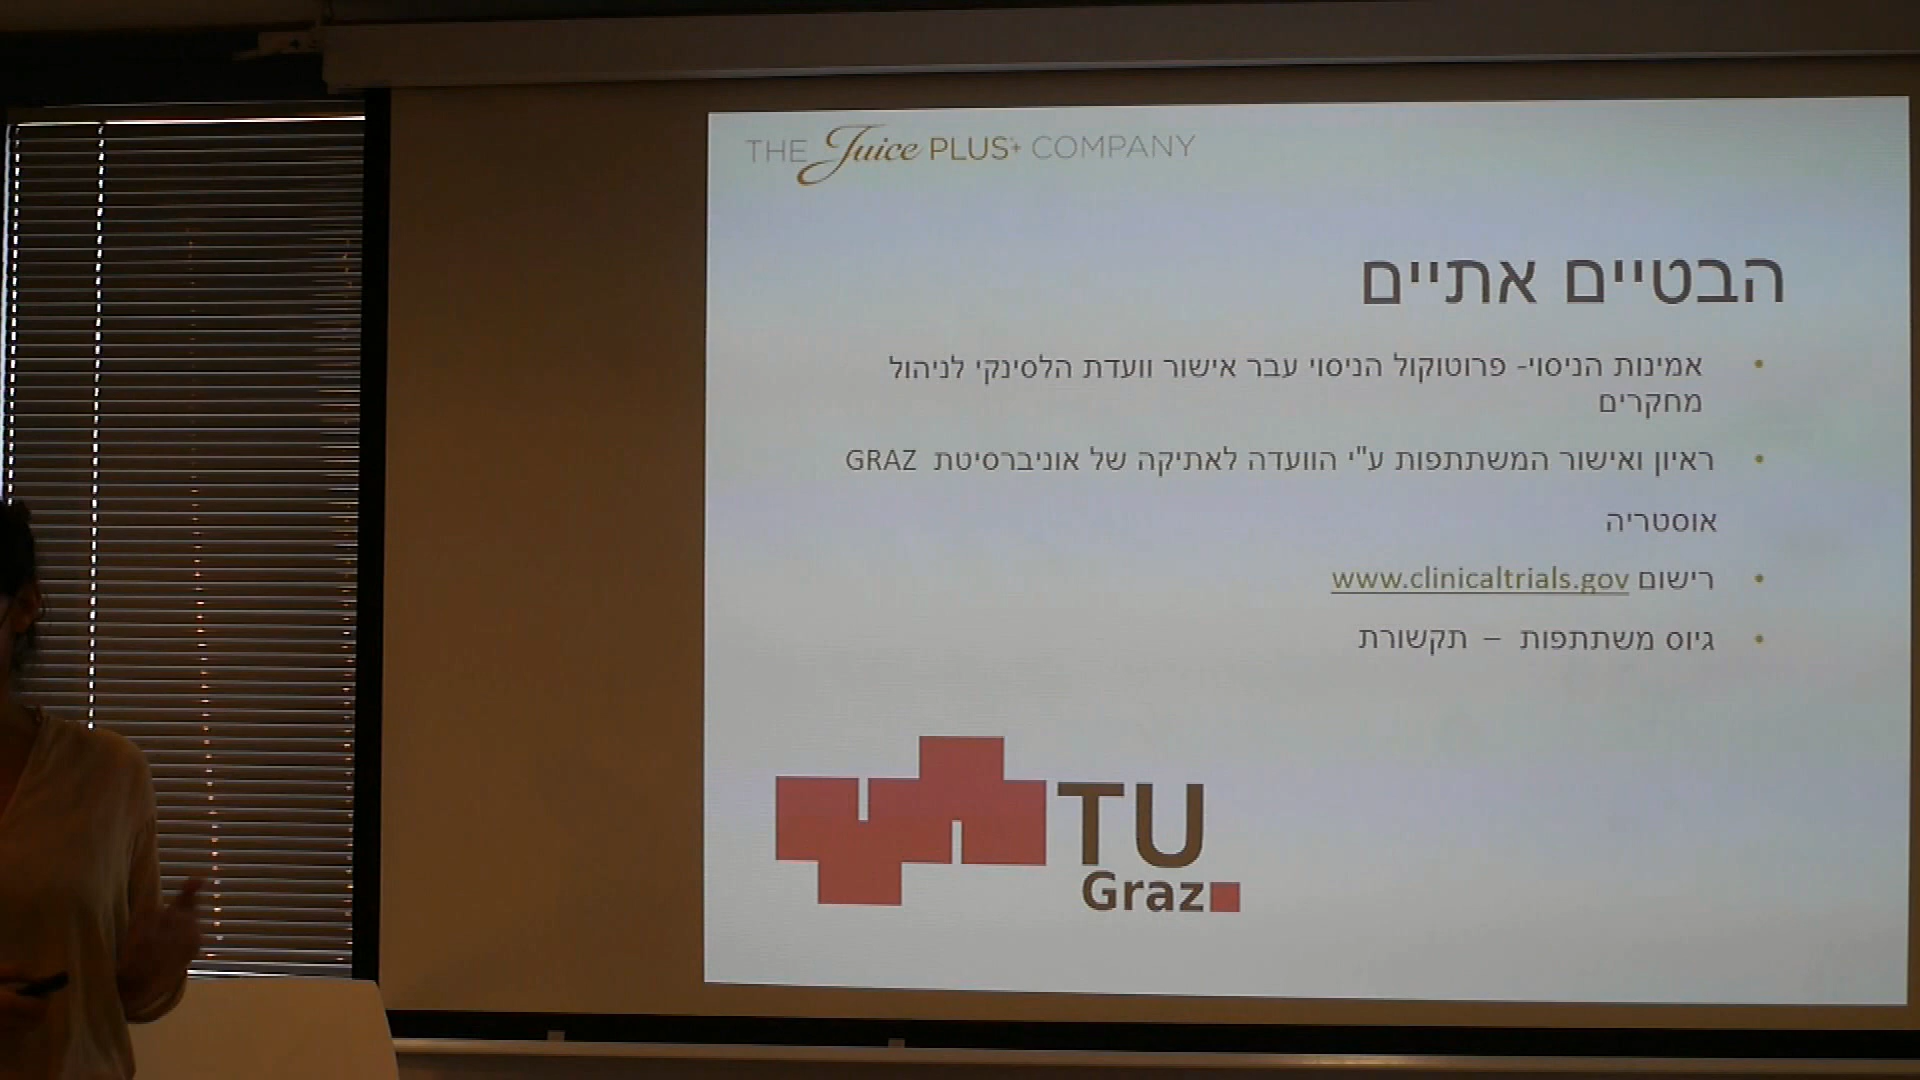 THE Juice PLUS+ COMPANY
הבטיים אתיים
• אמינות הניסוי- פרוטוקול הניסוי עבר אישור וועדת הלסינקי לניהול
מחקרים
• ראיון ואישור המשתתפות ע"י הוועדה לאתיקה של אוניברסיטת GRAZ
אוסטריה
• רישום www.clinicaltrials.gov
• גיוס משתתפות – תקשורת
TU
Graz